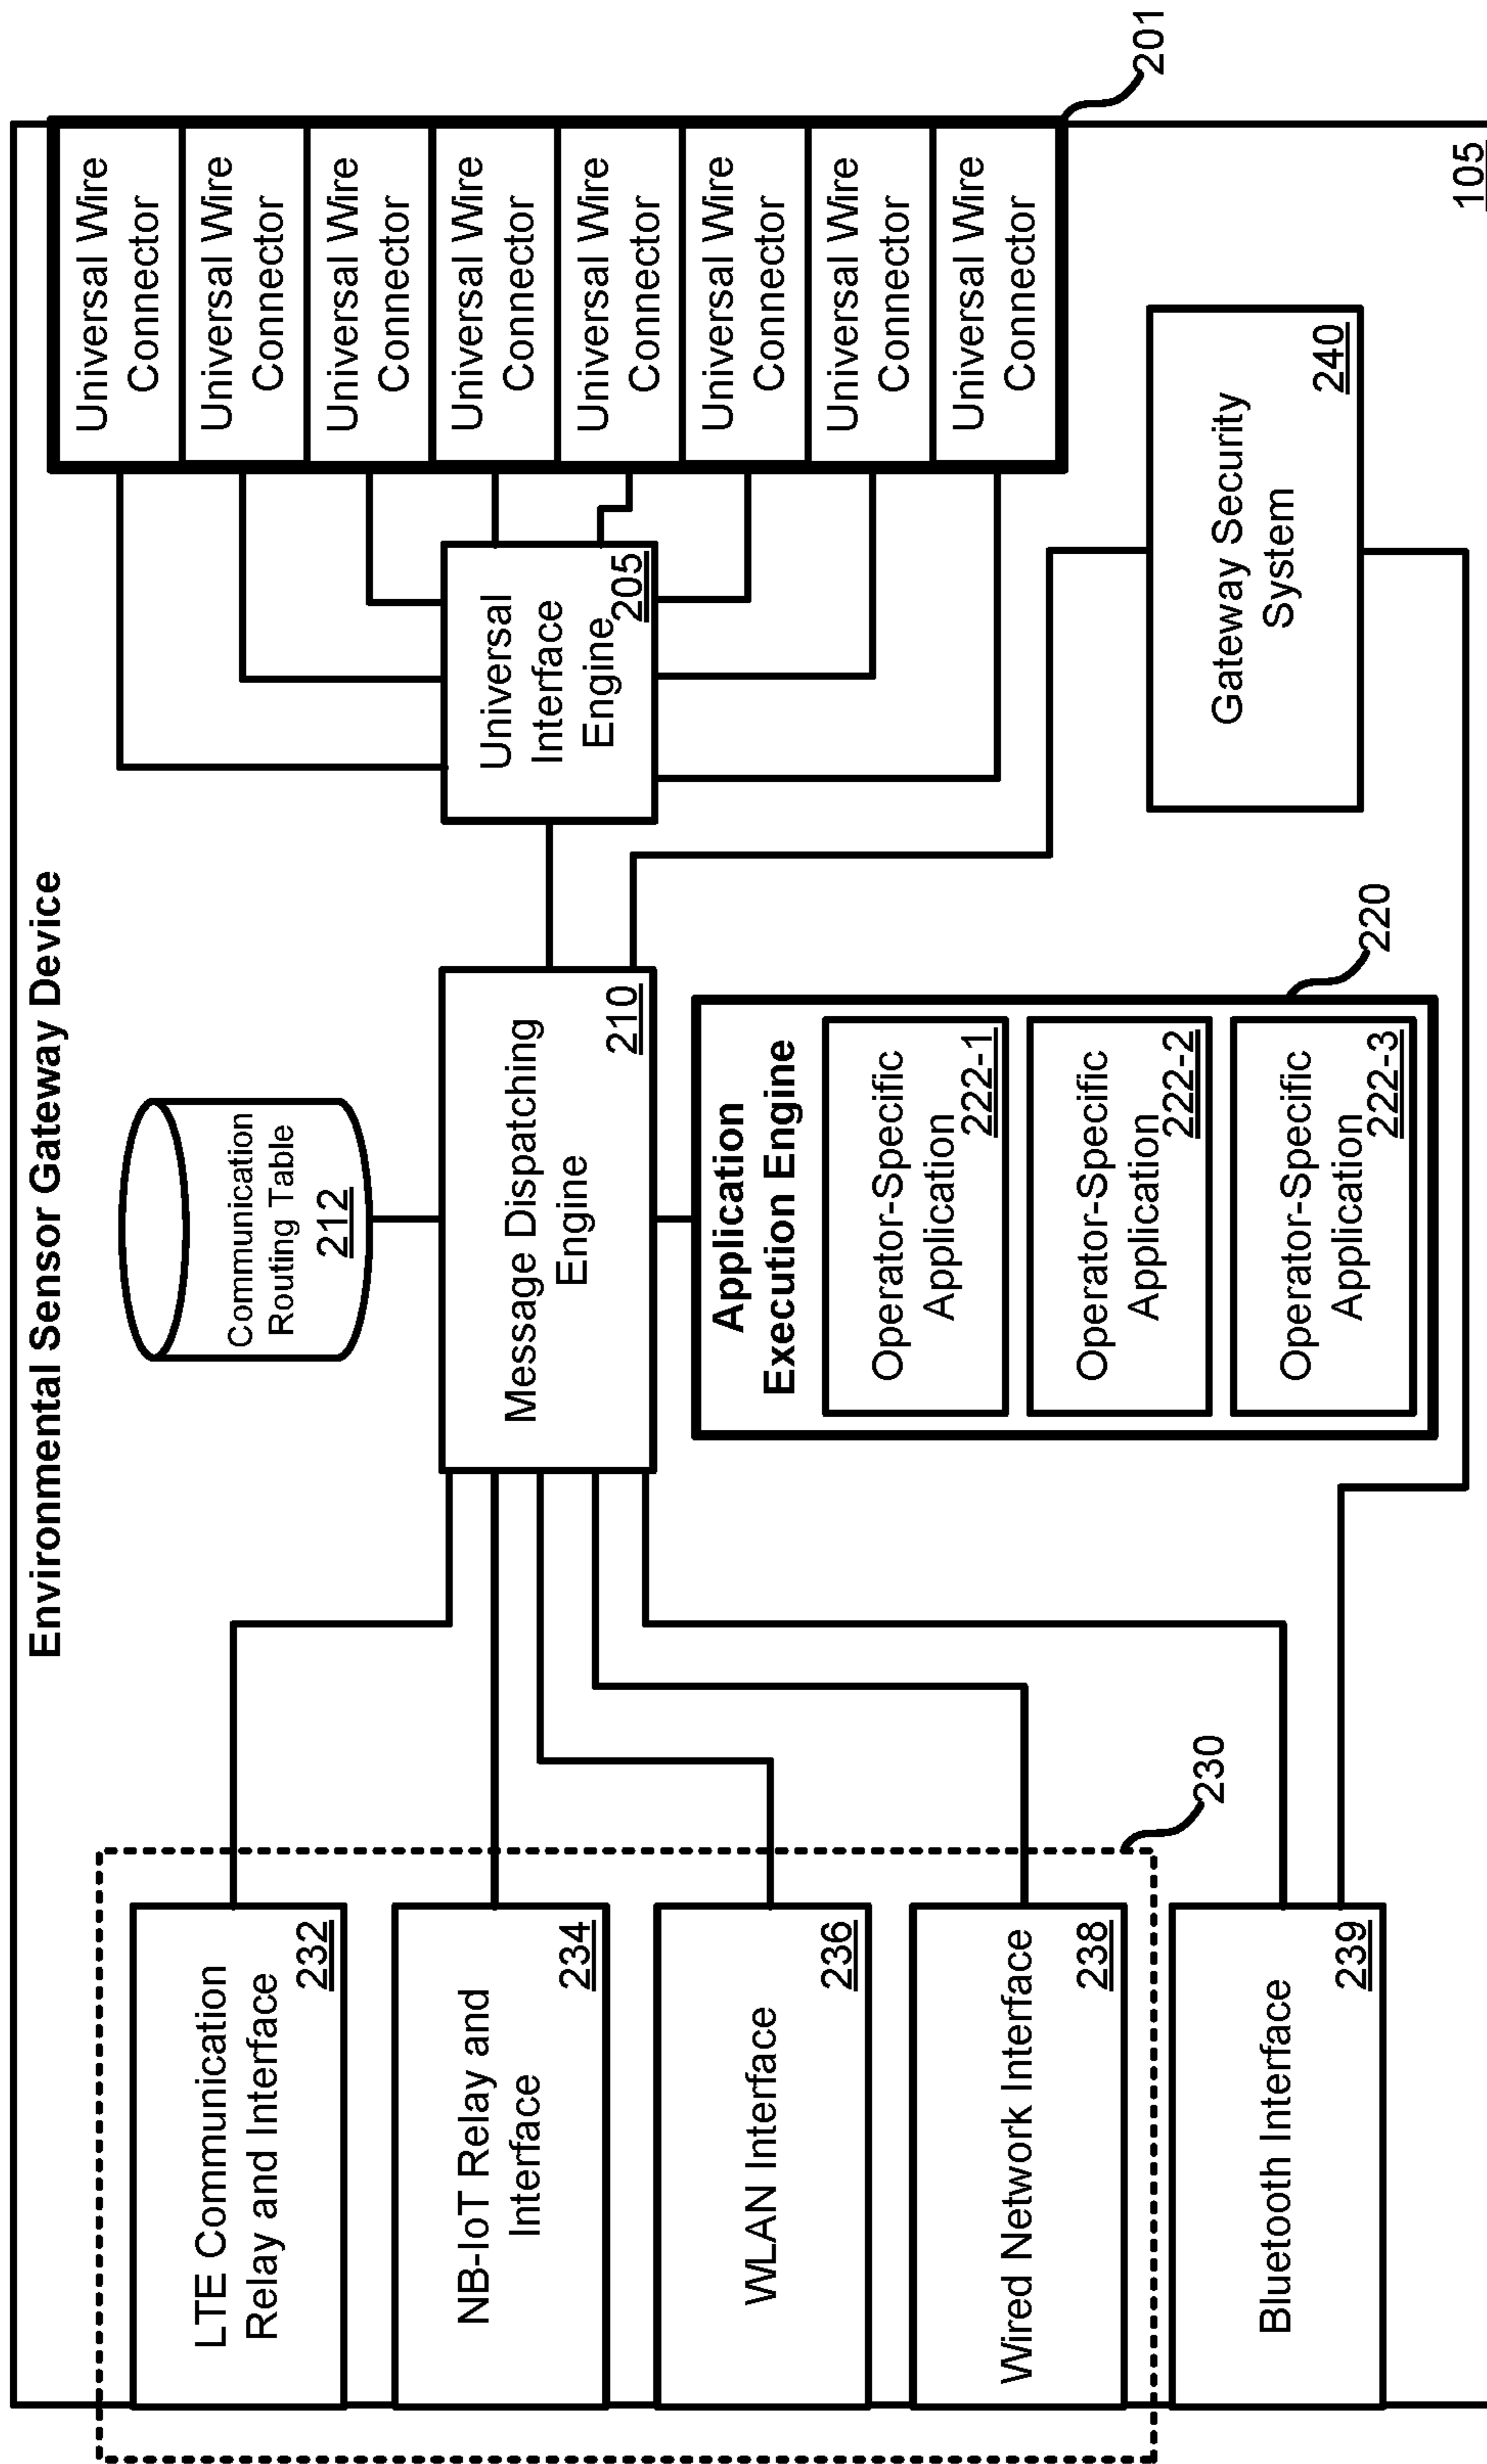 Environmental Sensor Gateway Device
LTE Communication
Relay and Interface
232
NB-IoT Relay and
Interface
234
WLAN Interface
236
Wired Network Interface
238
230
Bluetooth Interface
239
Communication
Routing Table
212
Message Dispatching
Engine
210
Application
Execution Engine
Operator-Specific
Application
222-1
Operator-Specific
Application
222-2
Operator-Specific
Application
222-3
220
Universal
Interface
Engine
205
Universal Wire
Connector
Universal Wire
Connector
Universal Wire
Connector
Universal Wire
Connector
Universal Wire
Connector
Universal Wire
Connector
Universal Wire
Connector
Universal Wire
Connector
201
Gateway Security
System
240
105